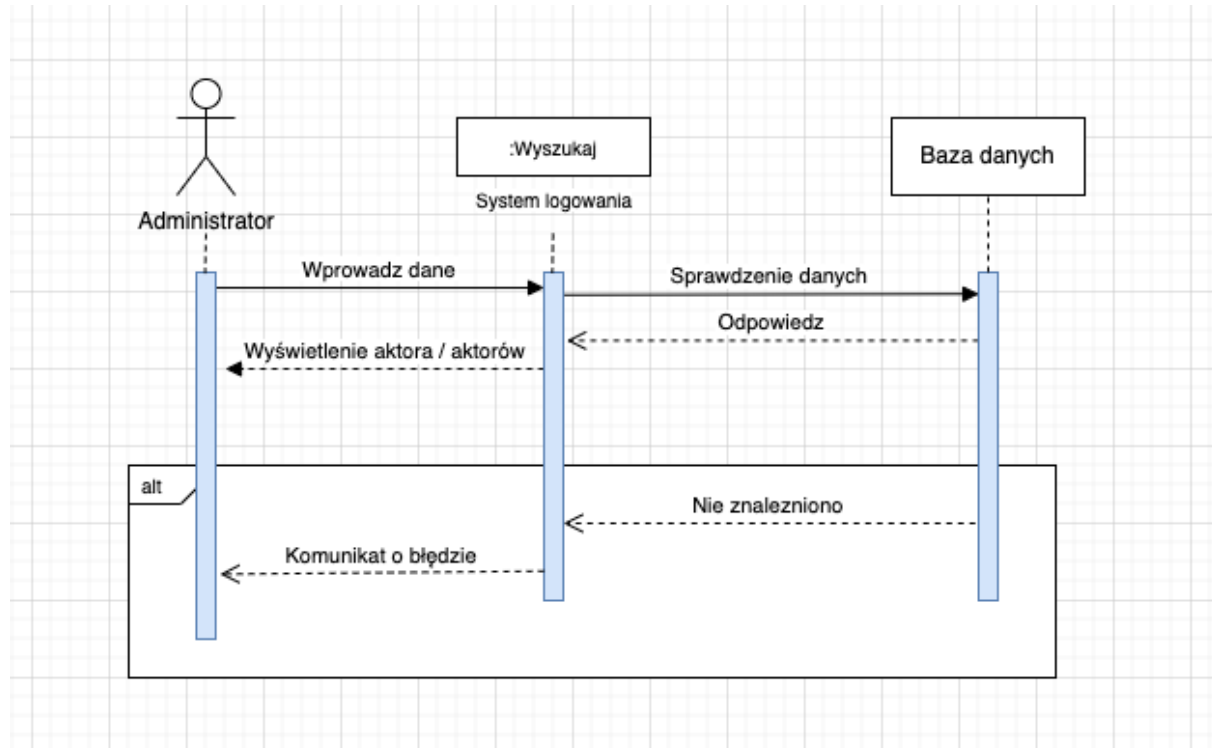 :Wyszukaj
Baza danych
System logowania
Administrator
Wprowadz dane
Sprawdzenie danych
Odpowiedz
Wyświetlenie aktora / aktorów
alt
Nie znalezniono
Komunikat o błędzie